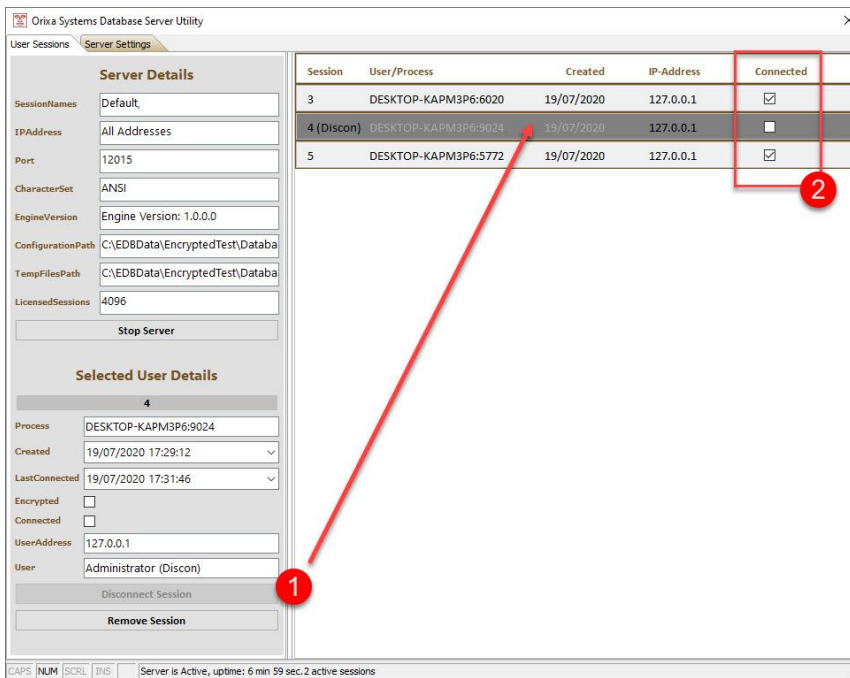 Orixa Systems Database Server Utility
User Sessions Server Settings
Server Details
SessionNames Default,
IPAddress All Addresses
Port 12015
CharacterSet ANSI
EngineVersion Engine Version: 1.0.0.0
ConfigurationPath C:\EDBData\EncryptedTest\Databa
TempFilesPath C:\EDBData\EncryptedTest\Databa
LicensedSessions 4096
Stop Server
Selected User Details
4
Process DESKTOP-KAPM3P6:9024
Created 19/07/2020 17:29:12
LastConnected 19/07/2020 17:31:46
Encrypted
Connected
UserAddress 127.0.0.1
User Administrator (Discon)
Disconnect Session
Remove Session
Session User/Process Created IP-Address Connected
3 DESKTOP-KAPM3P6:6020 19/07/2020 127.0.0.1
4 (Discon) DESKTOP-KAPM3P6:9024 19/07/2020 127.0.0.1
5 DESKTOP-KAPM3P6:5772 19/07/2020 127.0.0.1
2
1
CAPS NUM SCRL INS Server is Active, uptime: 6 min 59 sec. 2 active sessions